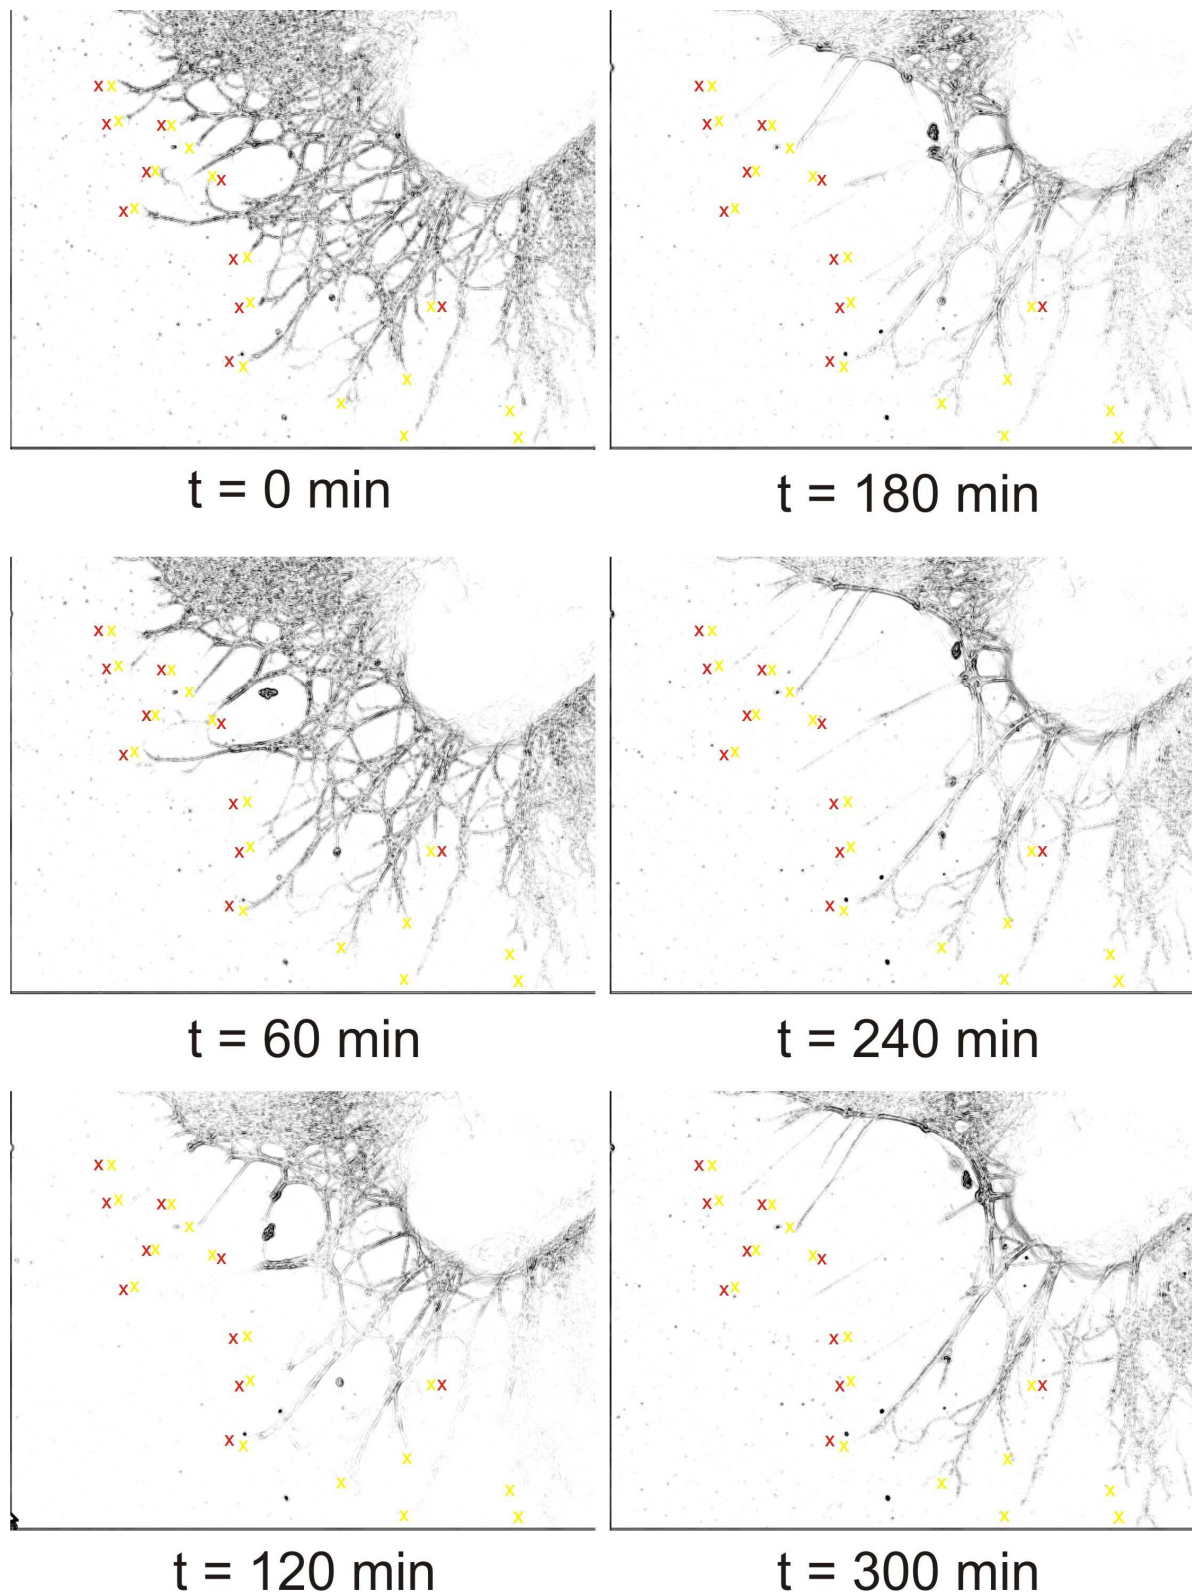 t = 0 min
t = 180 min
t = 60 min
t = 240 min
t = 120 min
t = 300 min